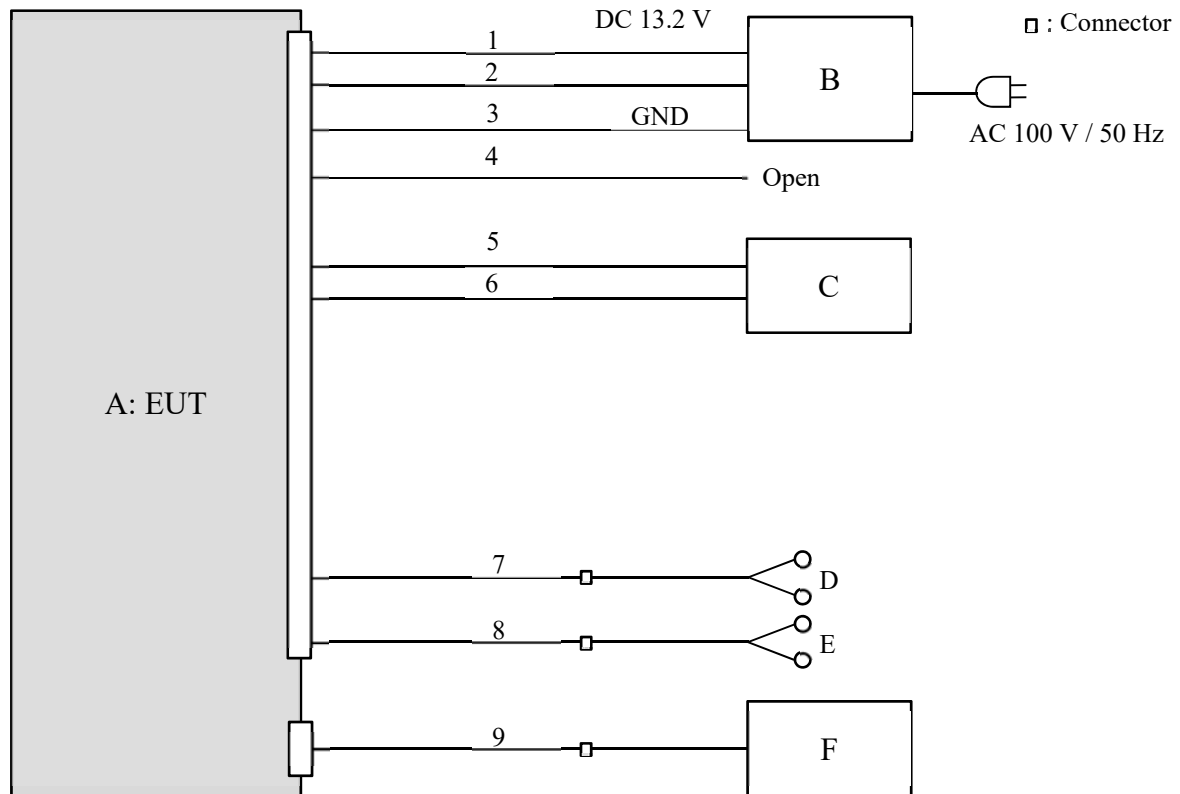 DC 13.2 V
: Connector
1
2
B
3
GND
AC 100 V / 50 Hz
4
Open
5
6
C
A: EUT
7
D
8
E
9
F